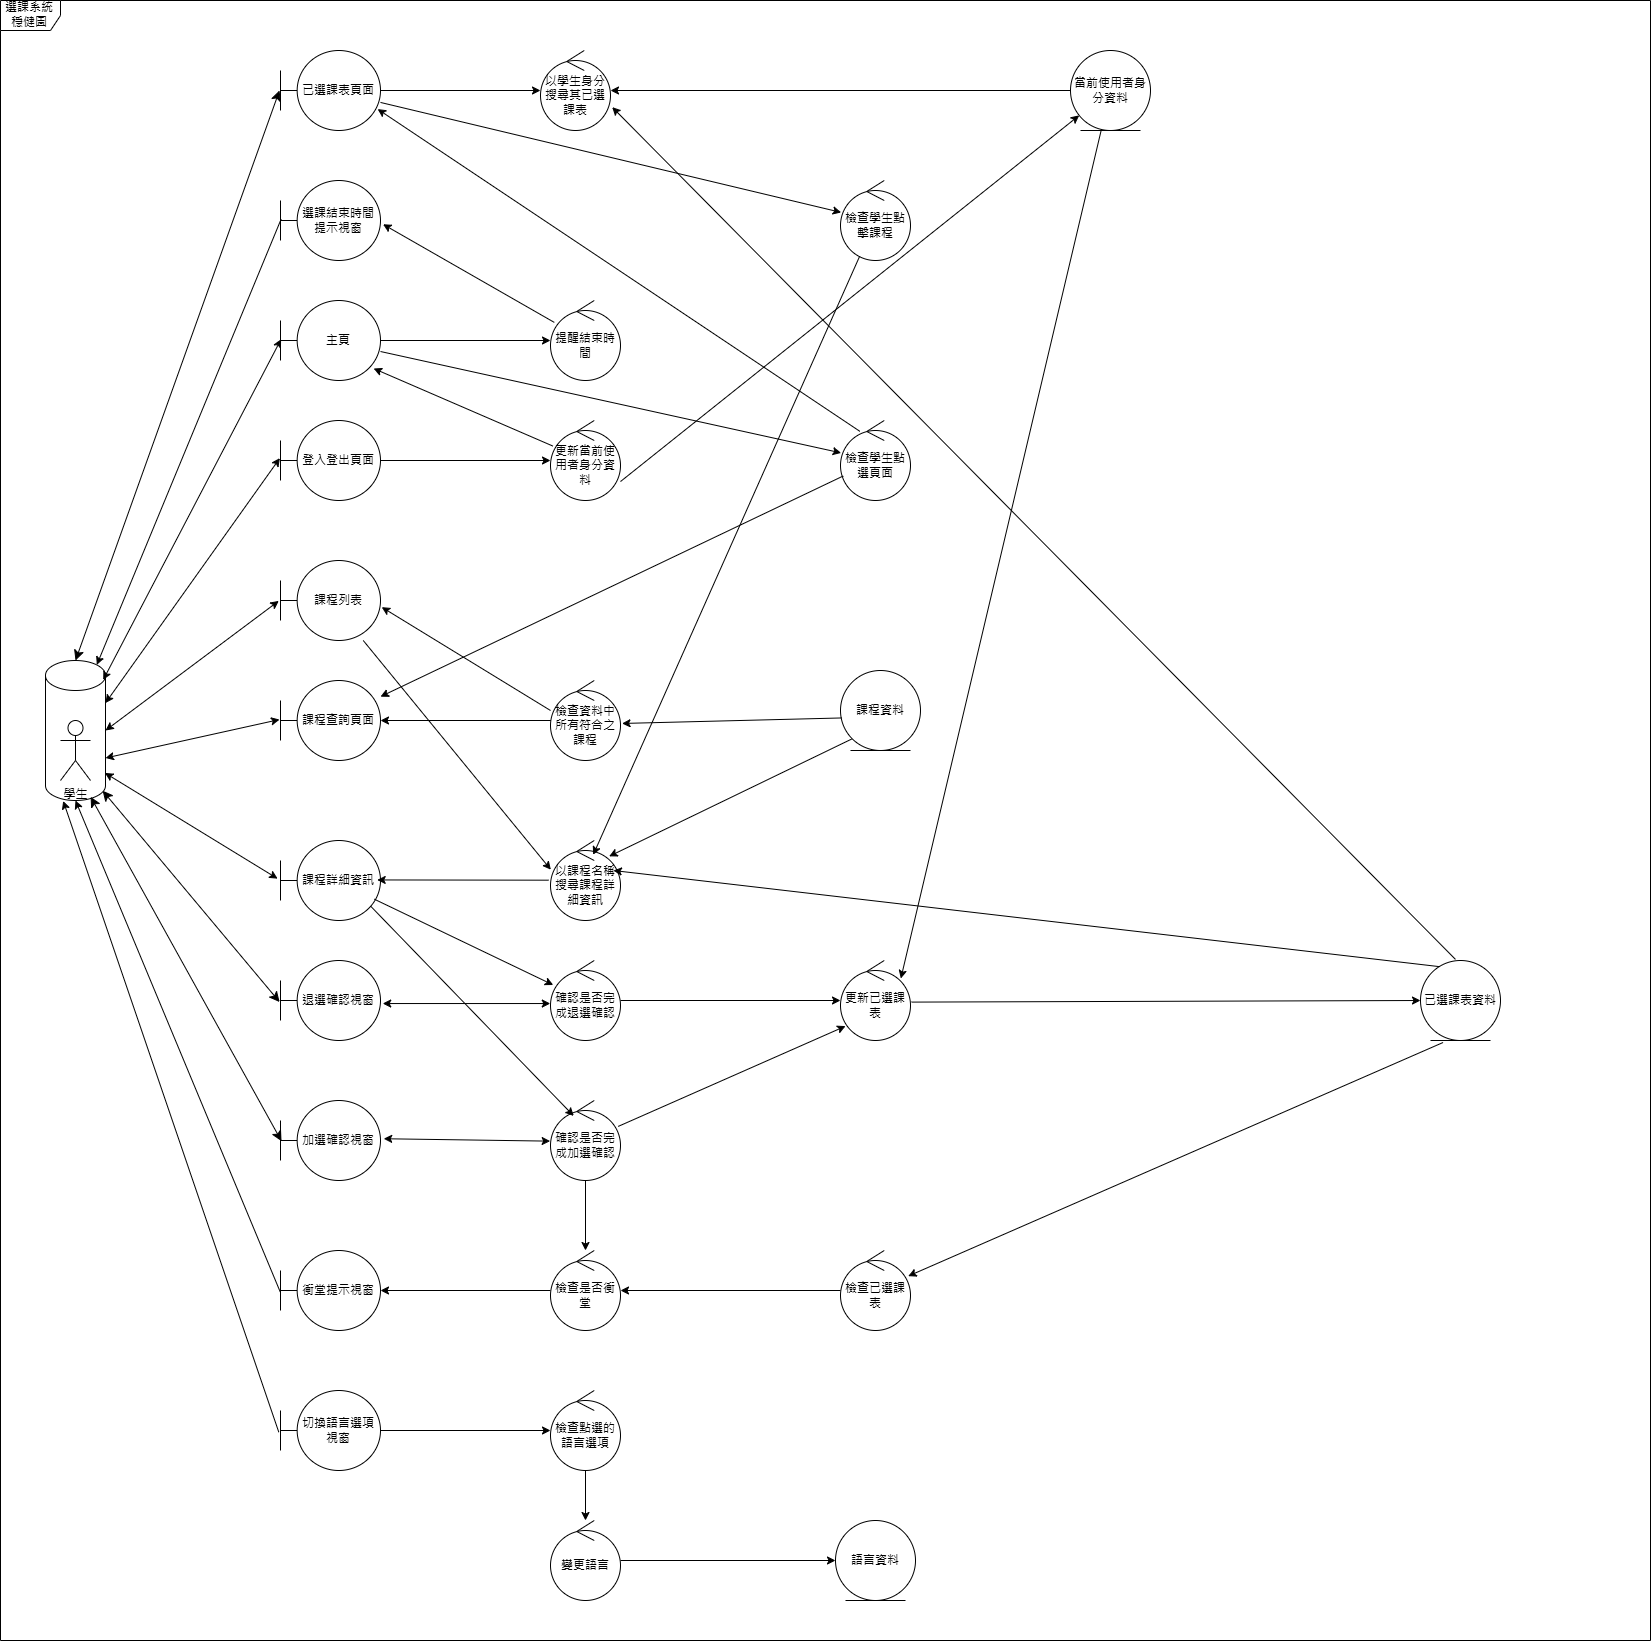 選課系統
穩健圖
已選課表頁面
以學生身分
搜尋其已選
課表
當前使用者身
分資料
選課結束時間
提示視窗
檢查學生點
擊課程
主頁
提醒結束時
間
登入登出頁面
更新當前使
用者身分資
料
檢查學生點
選頁面
課程列表
課程查詢頁面
檢查資料中
所有符合之
課程
課程資料
學生
課程詳細資訊
以課程名稱
搜尋課程詳
細資訊
退選確認視窗
確認是否完
成退選確認
更新已選課
表
已選課表資料
加選確認視窗
確認是否完
成加選確認
衝堂提示視窗
檢查是否衝
堂
檢查已選課
表
切換語言選項
視窗
檢查點選的
語言選項
變更語言
語言資料